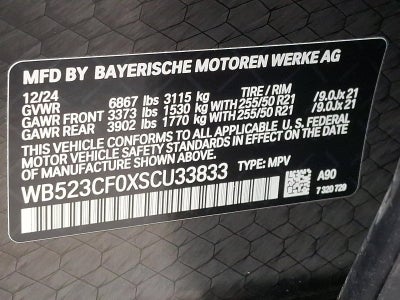 MFD BY BAYERISCHE MOTOREN WERKE AG
12/24 TIRE / RIM
GVWR 6867 lbs 3115 kg
GAWR FRONT 3373 lbs 1530 kg WITH 255/50 R21 /9.0Jx21
GAWR REAR 3902 lbs 1770 kg WITH 255/50 R21 /9.0Jx 21
THIS VEHICLE CONFORMS TO ALL APPLICABLE U.S. FEDERAL
MOTOR VEHICLE SAFETY STANDARDS IN EFFECT ON THE DATE
OF MANUFACTURE SHOWN ABOVE.
WB523CF0XSCU33833 TYPE: MPV
A90
7 320 729